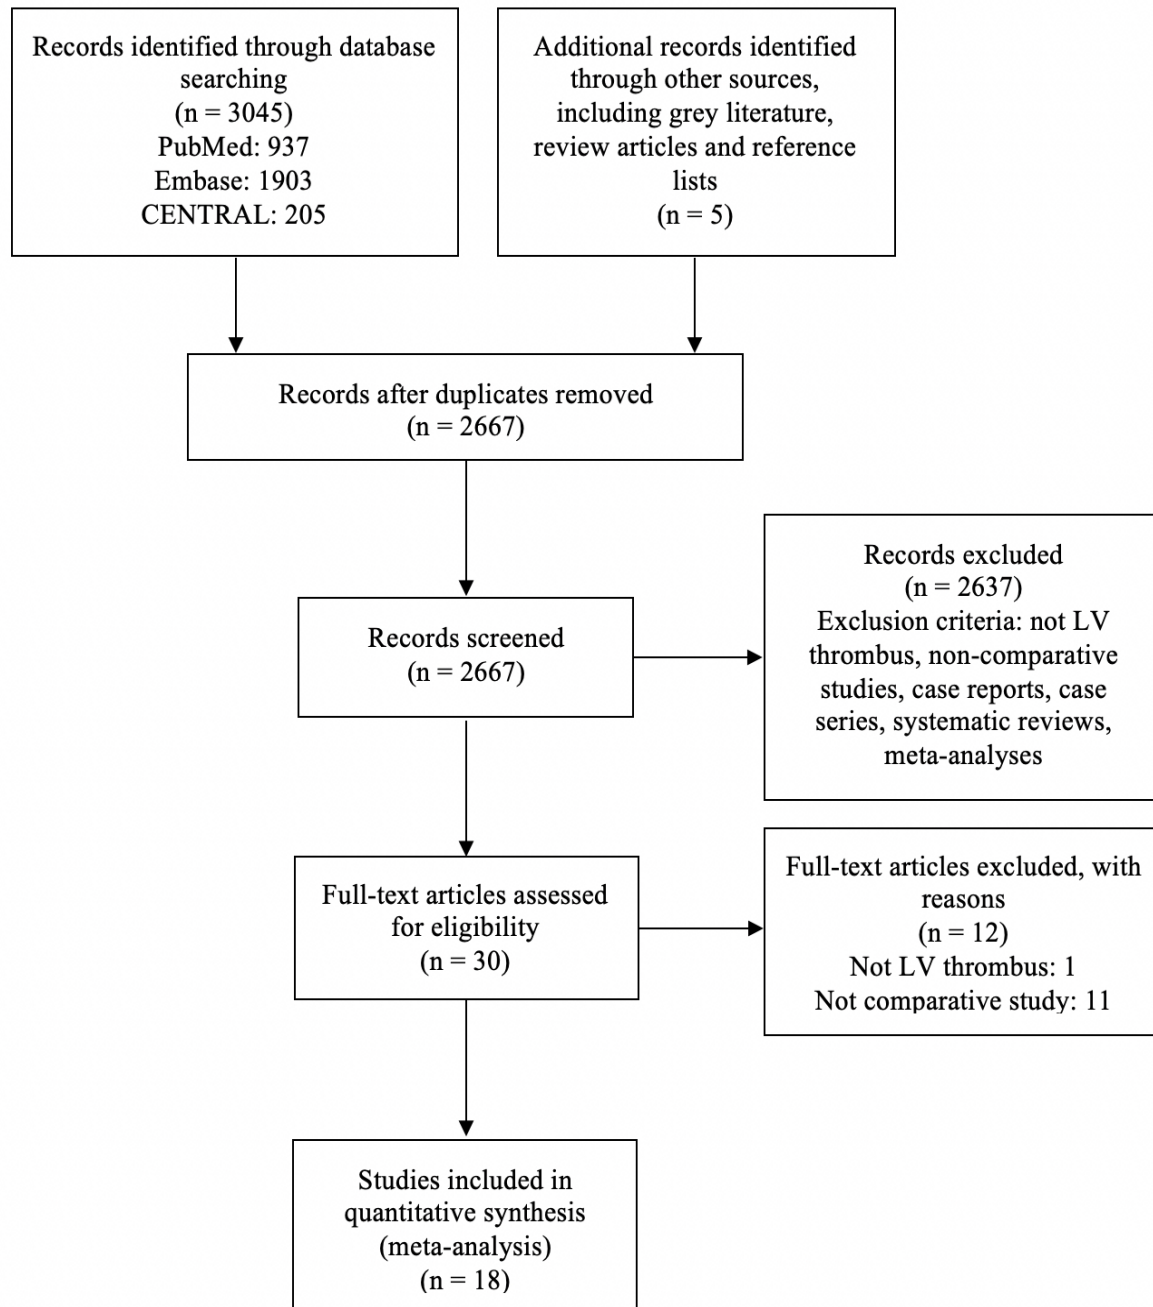 Records identified through database
searching
(n = 3045)
PubMed: 937
Embase: 1903
CENTRAL: 205
Additional records identified
through other sources,
including grey literature,
review articles and reference
lists
(n = 5)
Records after duplicates removed
(n = 2667)
Records screened
(n = 2667)
Records excluded
(n = 2637)
Exclusion criteria: not LV
thrombus, non-comparative
studies, case reports, case
series, systematic reviews,
meta-analyses
Full-text articles assessed
for eligibility
(n = 30)
Full-text articles excluded, with
reasons
(n = 12)
Not LV thrombus: 1
Not comparative study: 11
Studies included in
quantitative synthesis
(meta-analysis)
(n = 18)